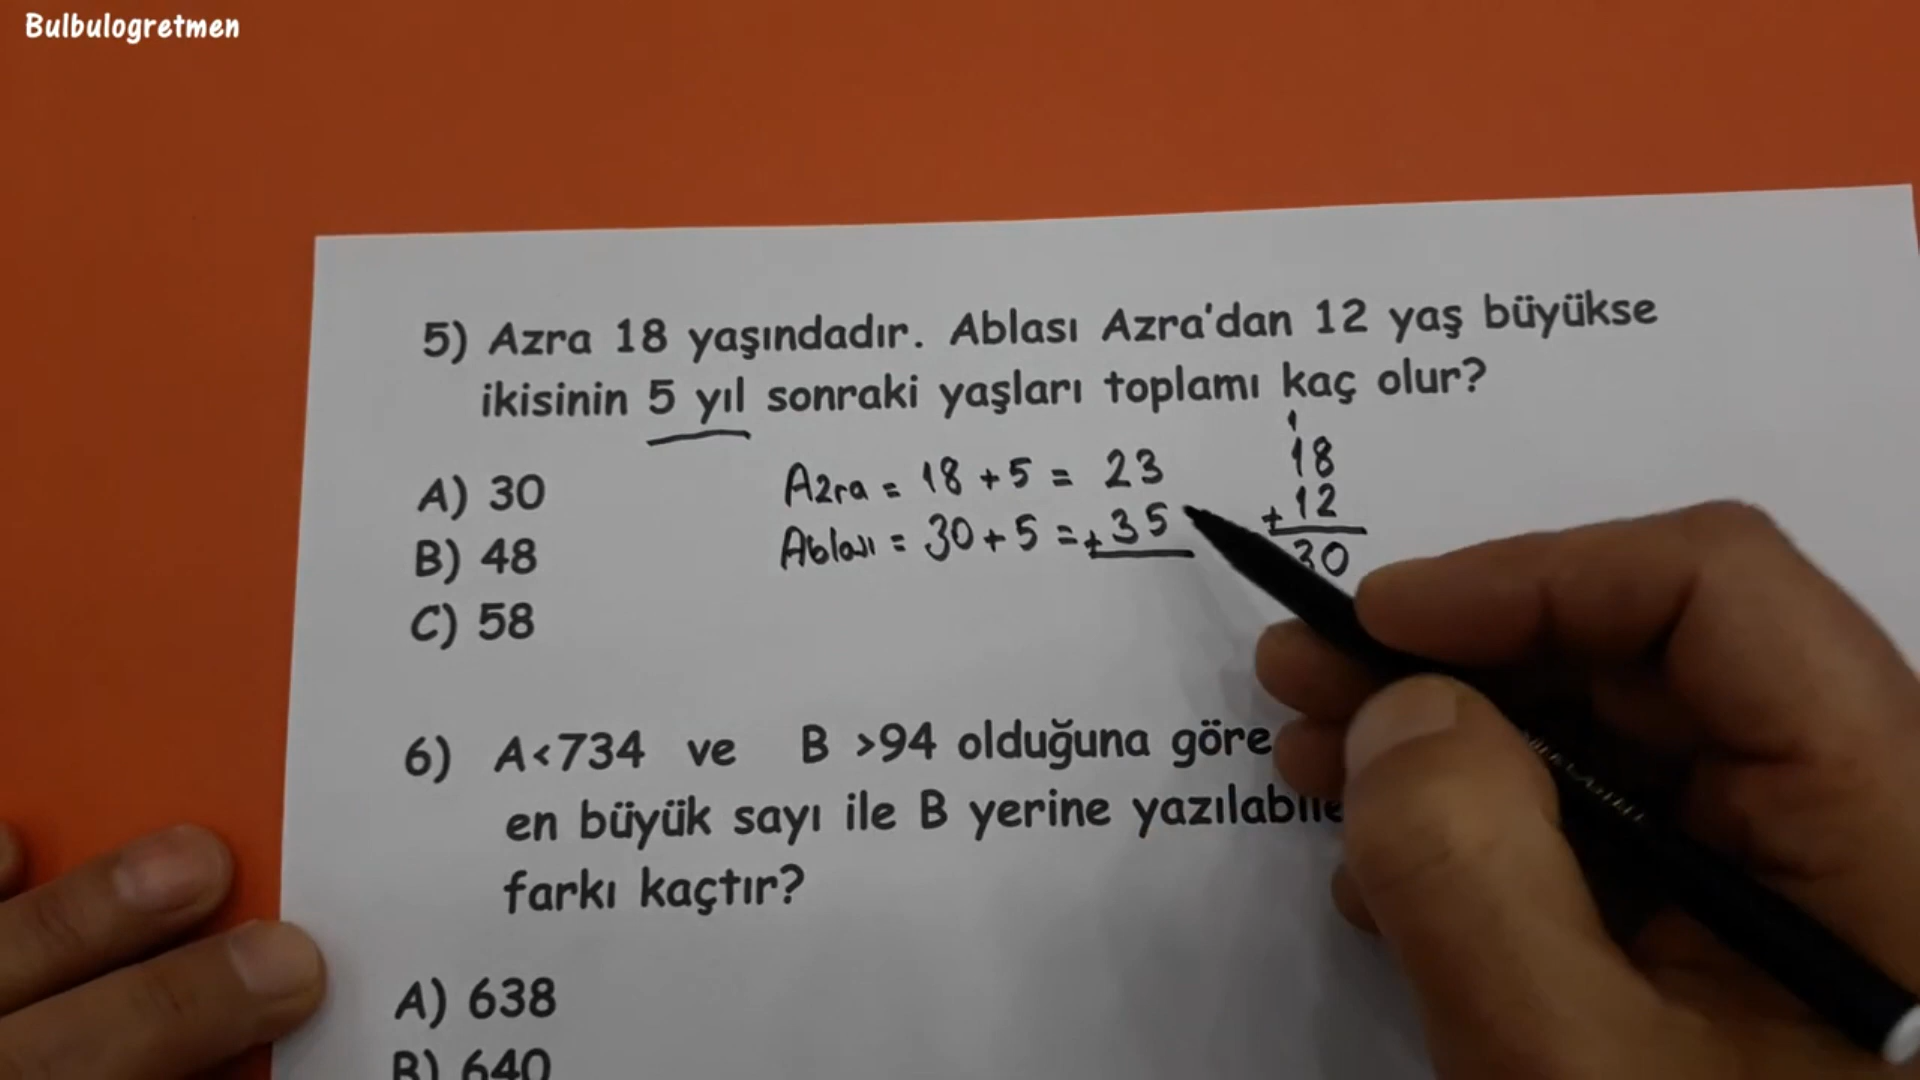 Bulbulogretmen
5) Azra 18 yaşındadır. Ablası Azra'dan 12 yaş büyükse
ikisinin 5 yıl sonraki yaşları toplamı kaç olur?
A) 30
B) 48
C) 58
Azra = 18 + 5 = 23
Ablası = 30 + 5 = + 35
1
18
+ 12
30
6) A<734 ve B >94 olduğuna göre
en büyük sayı ile B yerine
farkı kaçtır?
A) 638
B) 640